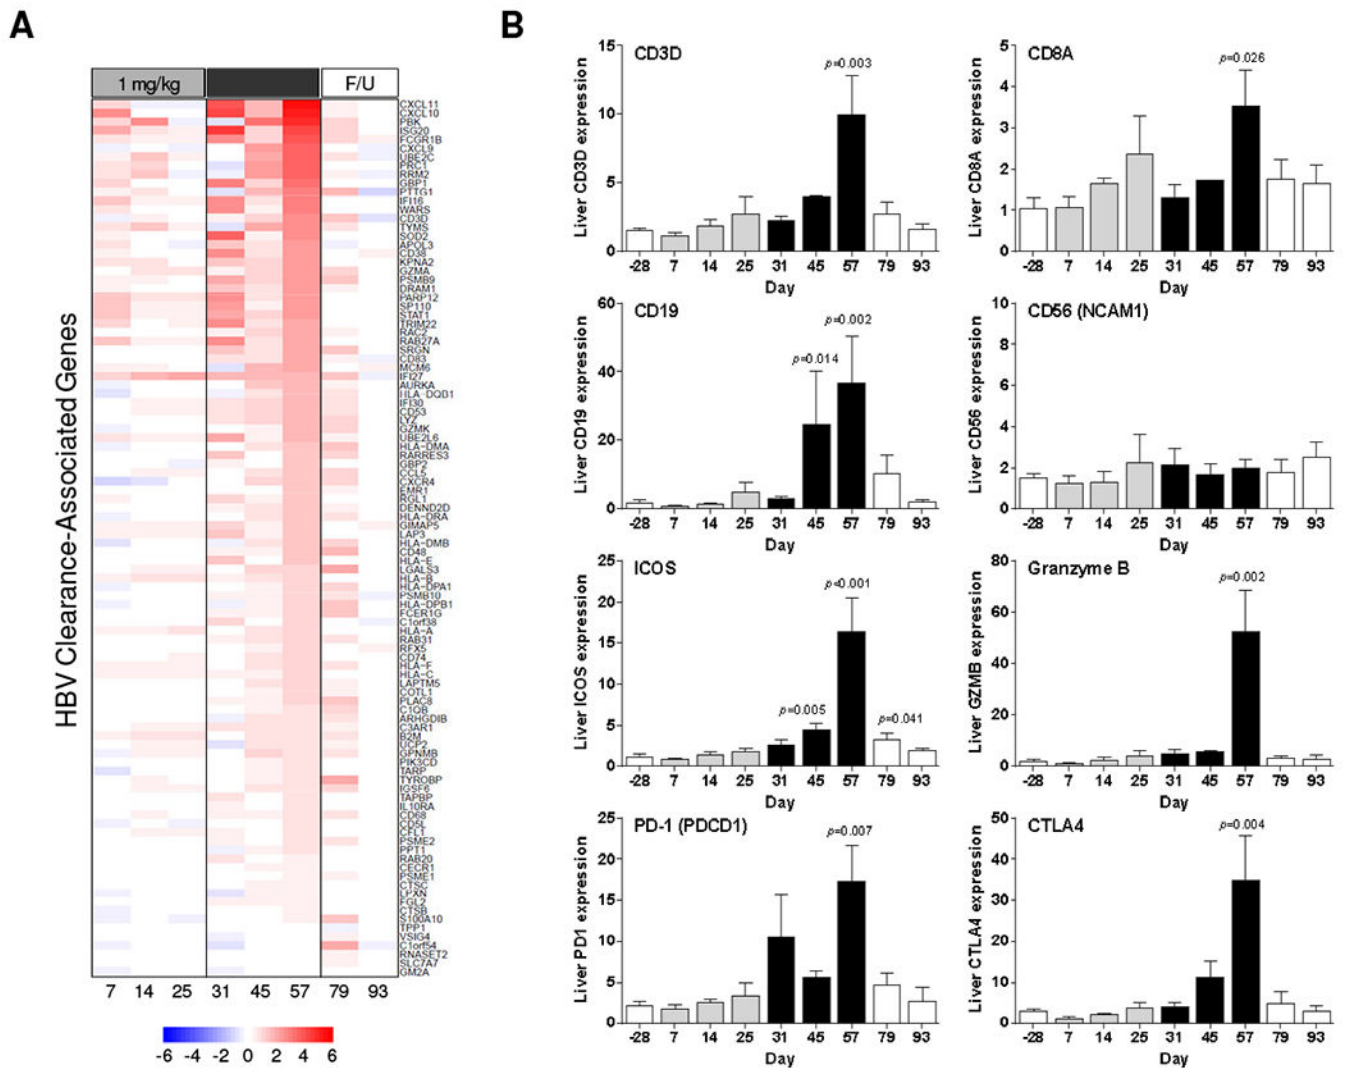 A
1 mg/kg
F/U
HBV Clearance-Associated Genes
CXCL11
CXCL10
PBK
ISG20
FCGR1B
CXCL9
UBE2C
PRC1
RRM2
GBP1
PTTG1
IFI16
WARS
CD3D
TYMS
SOD2
APOL3
CD38
KPNA2
GZMA
PSMB9
DRAM1
PARP12
SP110
STAT1
TRIM22
RAC2
RAB27A
SRGN
CD83
MCM6
IFI27
AURKA
HLA-DQB1
IFI30
CD53
LYZ
GZMK
UBE2L6
HLA-DMA
RARRES3
GBP2
CCL5
CXCR4
EMR1
RGL1
DENND2D
HLA-DRA
GIMAP5
LAP3
HLA-DMB
CD48
HLA-E
LGALS3
HLA-B
HLA-DPA1
PSMB10
HLA-DPB1
FCER1G
C1orf38
HLA-A
RAB31
RFX5
CD74
HLA-F
HLA-C
LAPTM5
COTL1
PLAC8
C1QB
ARHGDIB
C3AR1
B2M
UCP2
GPNMB
PIK3CD
TARP
TYROBP
IGSF6
TAPBP
IL10RA
CD68
CD5L
CFL1
PSME2
PPT1
RAB20
CECR1
PSME1
CTSC
LPXN
FGL2
CTSB
S100A10
TPP1
VSIG4
C1orf54
RNASET2
SLC7A7
GM2A
7 14 25 31 45 57 79 93
-6 -4 -2 0 2 4 6
B
CD3D
Liver CD3D expression
15
10
5
0
p=0.003
-28 7 14 25 31 45 57 79 93
Day
CD8A
Liver CD8A expression
5
4
3
2
1
0
p=0.026
-28 7 14 25 31 45 57 79 93
Day
CD19
Liver CD19 expression
60
40
20
0
p=0.014
p=0.002
-28 7 14 25 31 45 57 79 93
Day
CD56 (NCAM1)
Liver CD56 expression
10
8
6
4
2
0
-28 7 14 25 31 45 57 79 93
Day
ICOS
Liver ICOS expression
25
20
15
10
5
0
p=0.005
p=0.001
p=0.041
-28 7 14 25 31 45 57 79 93
Day
Granzyme B
Liver GZMB expression
80
60
40
20
0
p=0.002
-28 7 14 25 31 45 57 79 93
Day
PD-1 (PDCD1)
Liver PD1 expression
25
20
15
10
5
0
p=0.007
-28 7 14 25 31 45 57 79 93
Day
CTLA4
Liver CTLA4 expression
50
40
30
20
10
0
p=0.004
-28 7 14 25 31 45 57 79 93
Day